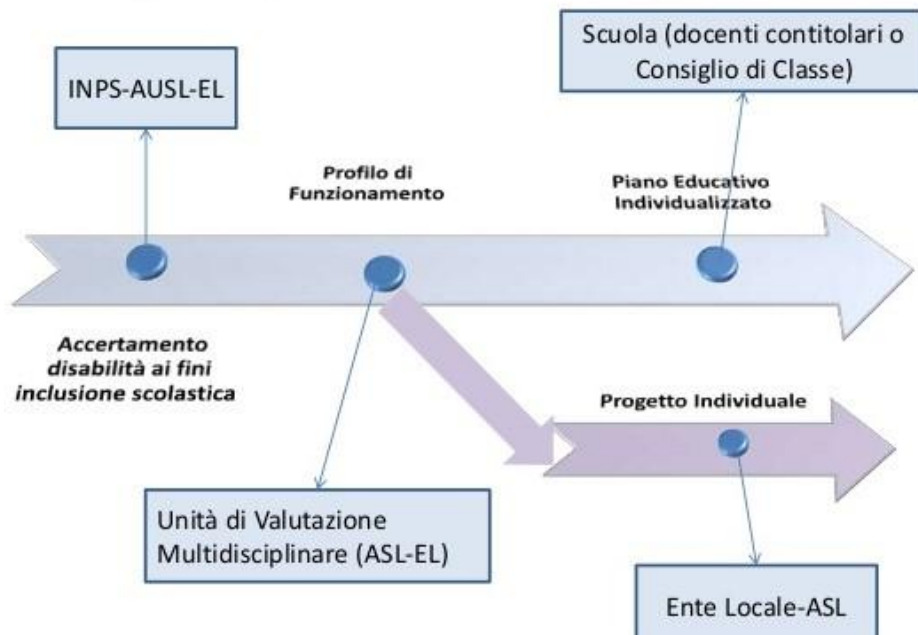 Scuola (docenti contitolari o
Consiglio di Classe)
INPS-AUSL-EL
Profilo di
Funzionamento
Piano Educativo
Individualizzato
Accertamento
disabilità ai fini
inclusione scolastica
Progetto Individuale
Unità di Valutazione
Multidisciplinare (ASL-EL)
Ente Locale-ASL